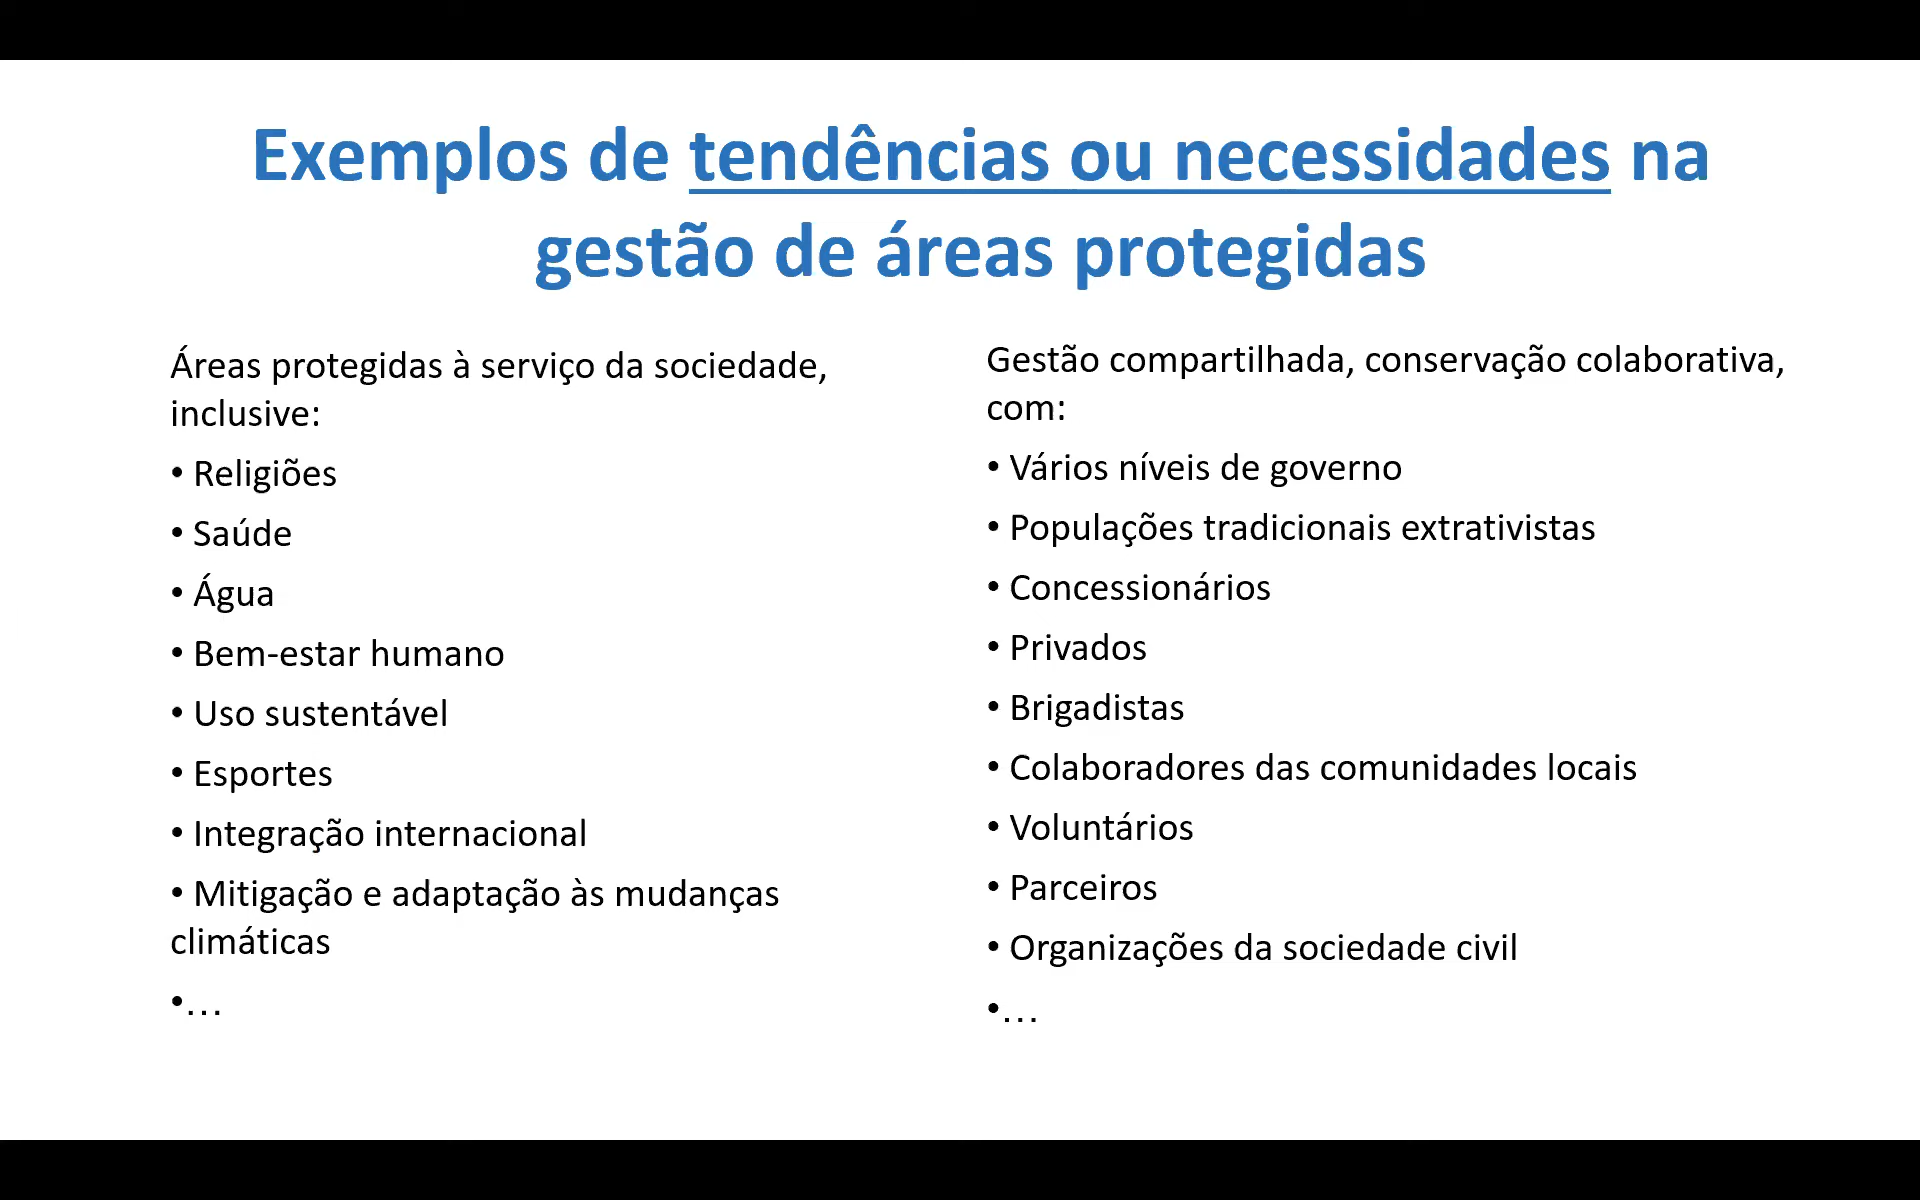 Exemplos de tendências ou necessidades na
gestão de áreas protegidas
Áreas protegidas à serviço da sociedade,
inclusive:
• Religiões
• Saúde
• Água
• Bem-estar humano
• Uso sustentável
• Esportes
• Integração internacional
• Mitigação e adaptação às mudanças
climáticas
•...
Gestão compartilhada, conservação colaborativa,
com:
• Vários níveis de governo
• Populações tradicionais extrativistas
• Concessionários
• Privados
• Brigadistas
• Colaboradores das comunidades locais
• Voluntários
• Parceiros
• Organizações da sociedade civil
•...